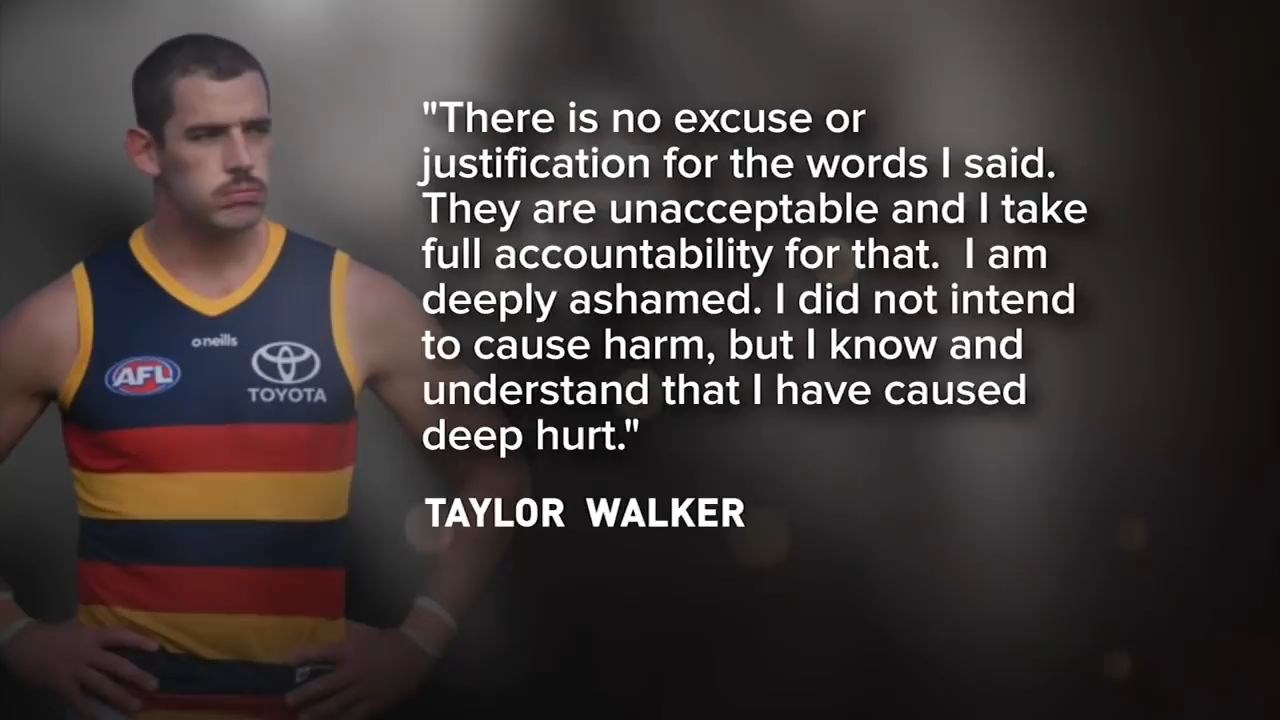 "There is no excuse or
justification for the words I said.
They are unacceptable and I take
full accountability for that.  I am
deeply ashamed. I did not intend
to cause harm, but I know and
understand that I have caused
deep hurt."
TAYLOR WALKER
oneills
AFL
TOYOTA